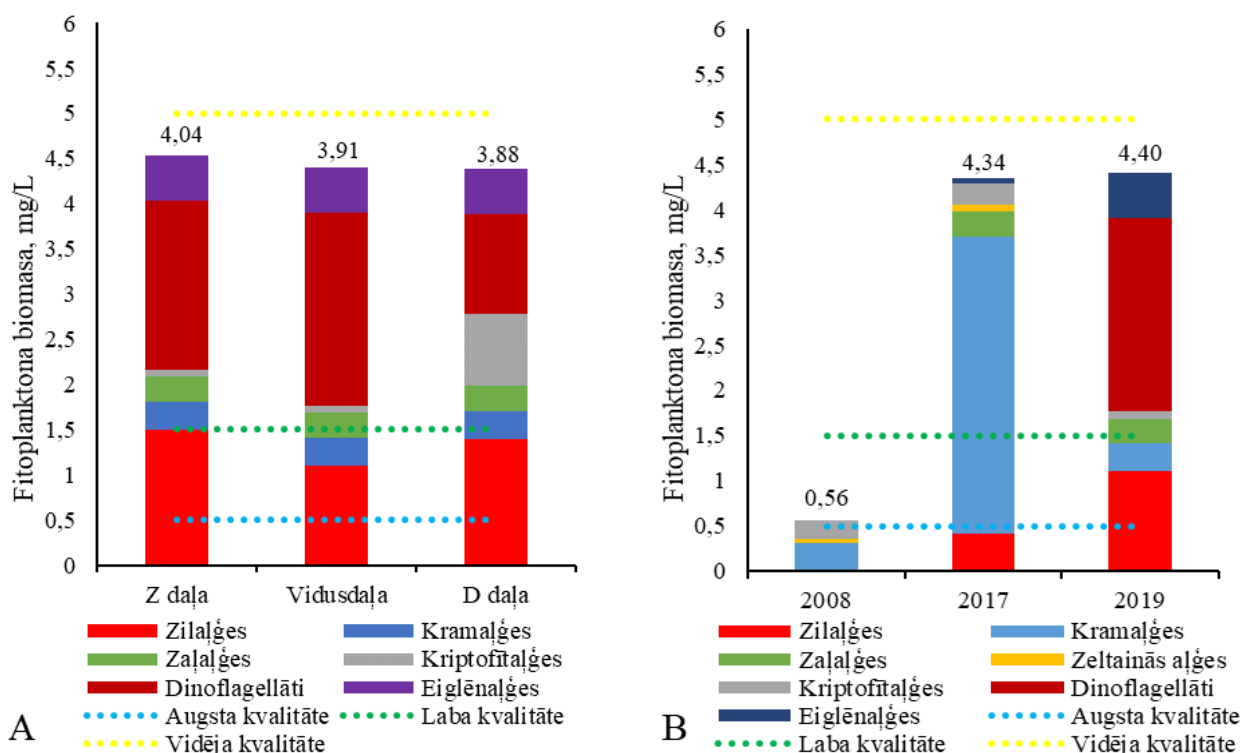 Fitoplanktona biomasa, mg/L
6
5,5
5
4,5
4
3,5
3
2,5
2
1,5
1
0,5
0
4,04
3,91
3,88
Z daļa Vidusdaļa D daļa
Zilaļģes Kramaļģes
Zaļaļģes Kriptofītaļģes
Dinoflagellāti Eiglēnaļģes
Augsta kvalitāte Laba kvalitāte
Vidēja kvalitāte
A
Fitoplanktona biomasa, mg/L
6
5,5
5
4,5
4
3,5
3
2,5
2
1,5
1
0,5
0
0,56
4,34
4,40
2008 2017 2019
Zilaļģes Kramaļģes
Zaļaļģes Zeltainās aļģes
Kriptofītaļģes Dinoflagellāti
Eiglēnaļģes Augsta kvalitāte
Laba kvalitāte Vidēja kvalitāte
B